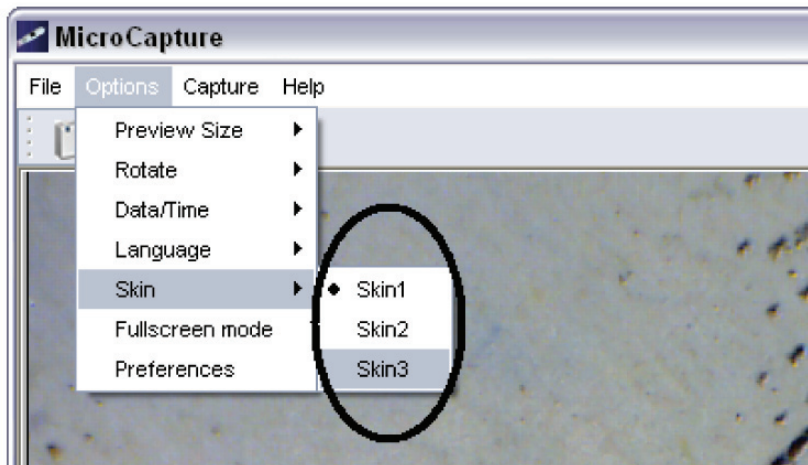 MicroCapture
File Options Capture Help
Preview Size
Rotate
Data/Time
Language
Skin
Skin1
Fullscreen mode
Skin2
Preferences
Skin3